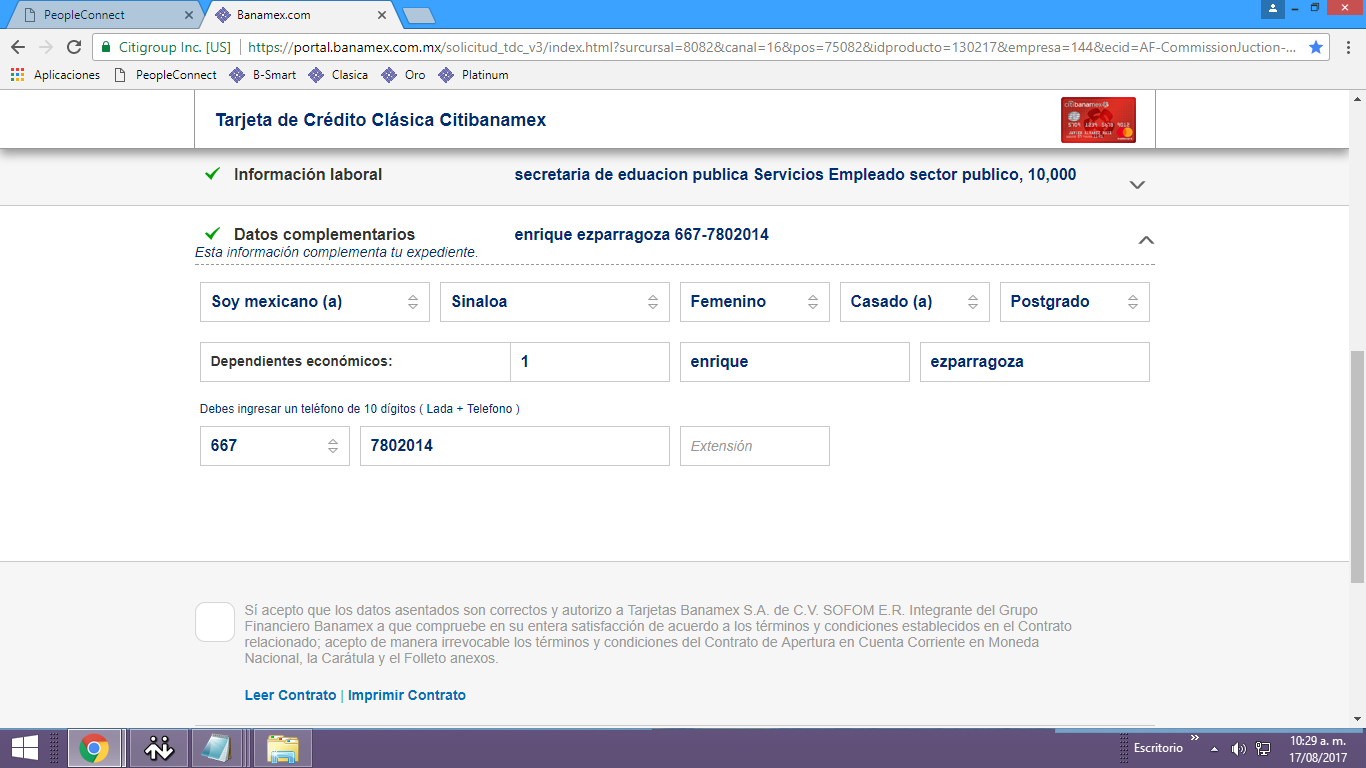 PeopleConnect
Banamex.com
Citigroup Inc. [US] https://portal.banamex.com.mx/solicitud_tdc_v3/index.html?surcursal=8082&canal=16&pos=75082&idproducto=130217&empresa=144&ecid=AF-CommissionJuction-...
Aplicaciones PeopleConnect B-Smart Clasica Oro Platinum
Tarjeta de Crédito Clásica Citibanamex
citibanamex
Información laboral secretaria de eduacion publica Servicios Empleado sector publico, 10,000
Datos complementarios enrique ezparragoza 667-7802014
Esta información complementa tu expediente.
Soy mexicano (a) Sinaloa Femenino Casado (a) Postgrado
Dependientes económicos: 1 enrique ezparragoza
Debes ingresar un teléfono de 10 dígitos ( Lada + Telefono )
667 7802014 Extensión
Sí acepto que los datos asentados son correctos y autorizo a Tarjetas Banamex S.A. de C.V. SOFOM E.R. Integrante del Grupo
Financiero Banamex a que compruebe en su entera satisfacción de acuerdo a los términos y condiciones establecidos en el Contrato
relacionado; acepto de manera irrevocable los términos y condiciones del Contrato de Apertura en Cuenta Corriente en Moneda
Nacional, la Carátula y el Folleto anexos.
Leer Contrato | Imprimir Contrato
Escritorio
10:29 a. m.
17/08/2017